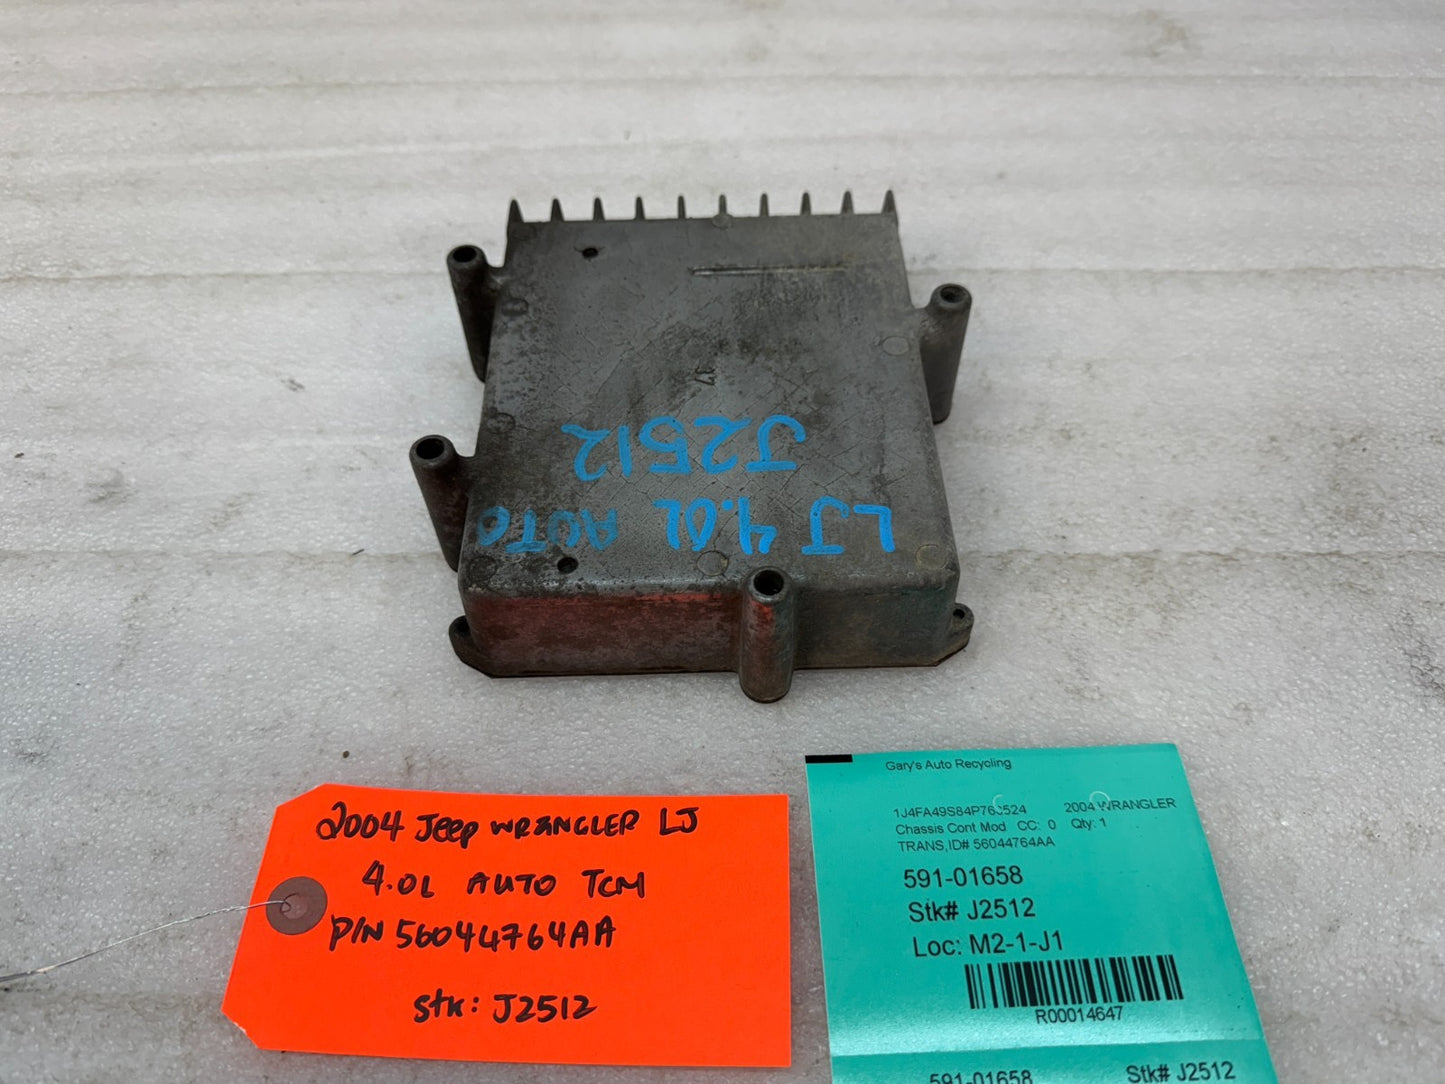 37
J2512
LJ 4.0L AUTO
2004 Jeep WRANGLER LJ
4.0L AUTO TCM
P/N 56044764AA
Stk: J2512
Gary's Auto Recycling
2004 WRANGLER
Chassis Cont Mod CC: 0 Qty: 1
TRANS,ID# 56044764AA
591-01658
Stk# J2512
Loc: M2-1-J1
R00014647
591-01658 Stk# J2512